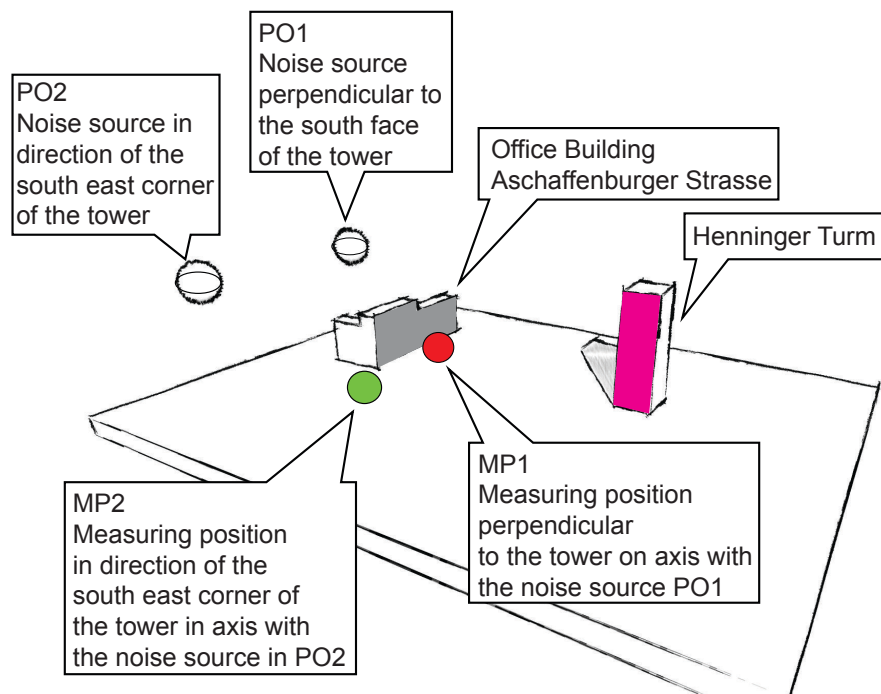 PO1
Noise source
perpendicular to
the south face
of the tower
PO2
Noise source in
direction of the
south east corner
of the tower
Office Building
Aschaffenburger Strasse
Henninger Turm
MP1
Measuring position
perpendicular
to the tower on axis with
the noise source PO1
MP2
Measuring position
in direction of the
south east corner of
the tower in axis with
the noise source in PO2